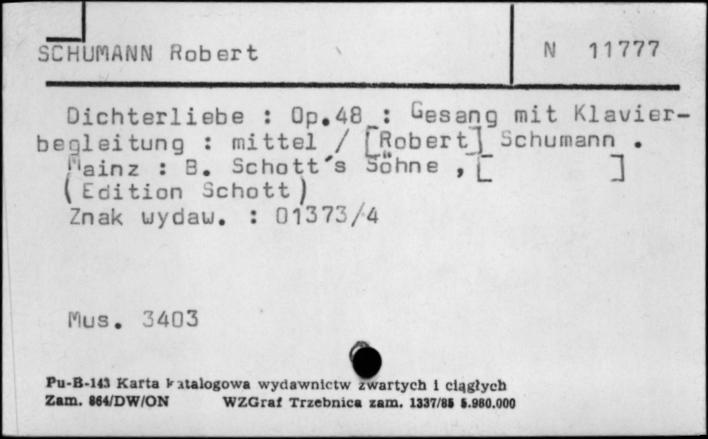 SCHUMANN Robert
N 11777
Dichterliebe : Op.48 : Gesang mit Klavier-
begleitung : mittel / [Robert] Schumann .
Mainz : B. Schott's Söhne , [ ]
( Edition Schott )
Znak wydaw. : 01373/4
Mus. 3403
Pu-B-143 Karta katalogowa wydawnictw zwartych i ciągłych
Zam. 864/DW/ON WZGraf Trzebnica zam. 1337/85 5.980.000